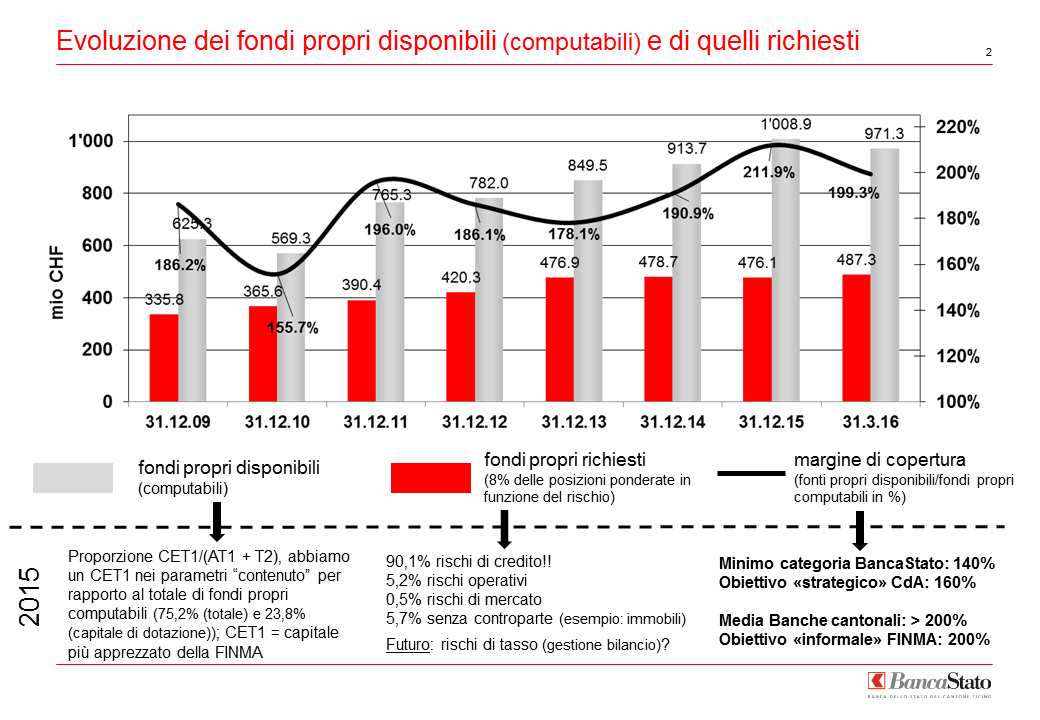 Evoluzione dei fondi propri disponibili (computabili) e di quelli richiesti
2
1'000
800
600
400
200
0
mio CHF
220%
200%
180%
160%
140%
120%
100%
625.3
569.3
765.3
782.0
849.5
913.7
1'008.9
971.3
186.2%
155.7%
196.0%
186.1%
178.1%
190.9%
211.9%
199.3%
335.8
365.6
390.4
420.3
476.9
478.7
476.1
487.3
31.12.09
31.12.10
31.12.11
31.12.12
31.12.13
31.12.14
31.12.15
31.3.16
fondi propri disponibili
(computabili)
fondi propri richiesti
(8% delle posizioni ponderate in
funzione del rischio)
margine di copertura
(fonti propri disponibili/fondi propri
computabili in %)
2015
Proporzione CET1/(AT1 + T2), abbiamo
un CET1 nei parametri “contenuto” per
rapporto al totale di fondi propri
computabili (75,2% (totale) e 23,8%
(capitale di dotazione)); CET1 = capitale
più apprezzato della FINMA
90,1% rischi di credito!!
5,2% rischi operativi
0,5% rischi di mercato
5,7% senza controparte (esempio: immobili)
Futuro: rischi di tasso (gestione bilancio)?
Minimo categoria BancaStato: 140%
Obiettivo «strategico» CdA: 160%
Media Banche cantonali: > 200%
Obiettivo «informale» FINMA: 200%
BancaStato
BANCA DELLO STATO DEL CANTONE TICINO